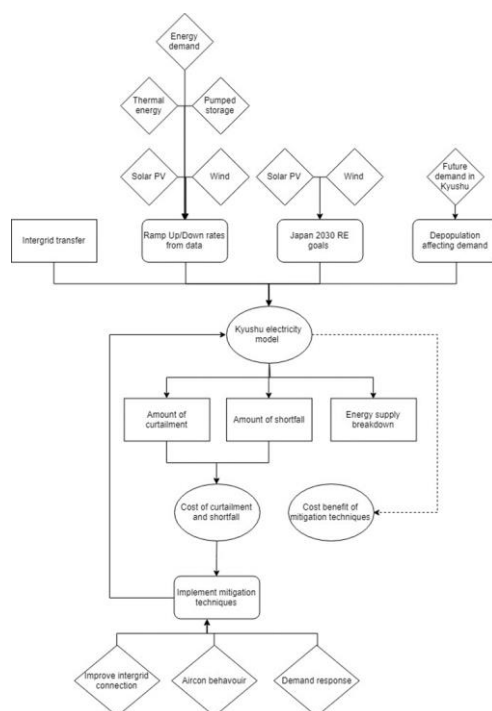 Energy
demand
Thermal
energy
Pumped
storage
Solar PV
Wind
Solar PV
Wind
Future
demand in
Kyushu
Intergrid transfer
Ramp Up/Down rates
from data
Japan 2030 RE
goals
Depopulation
affecting demand
Kyushu electricity
model
Amount of
curtailment
Amount of shortfall
Energy supply
breakdown
Cost of curtailment
and shortfall
Cost benefit of
mitigation techniques
Implement mitigation
techniques
Improve intergrid
connection
Aircon behavour
Demand response